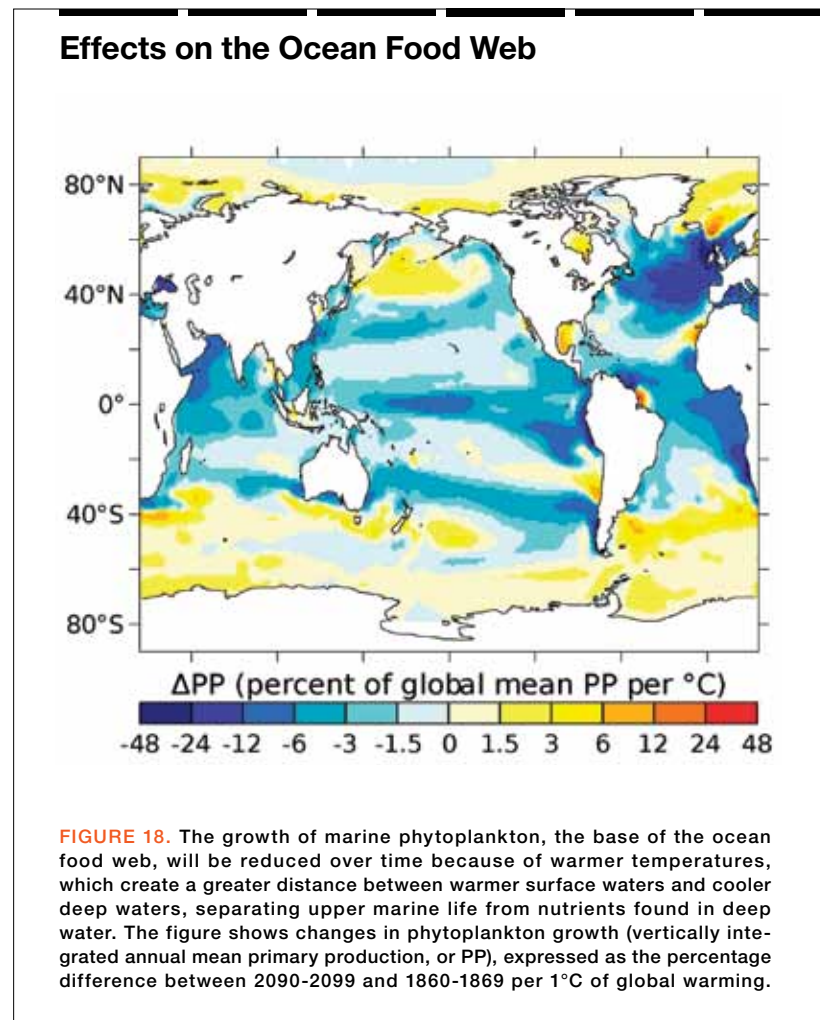 Effects on the Ocean Food Web
80°N
40°N
0°
40°S
80°S
ΔPP (percent of global mean PP per °C)
-48 -24 -12 -6 -3 -1.5 0 1.5 3 6 12 24 48
FIGURE 18. The growth of marine phytoplankton, the base of the ocean
food web, will be reduced over time because of warmer temperatures,
which create a greater distance between warmer surface waters and cooler
deep waters, separating upper marine life from nutrients found in deep
water. The figure shows changes in phytoplankton growth (vertically inte-
grated annual mean primary production, or PP), expressed as the percentage
difference between 2090-2099 and 1860-1869 per 1°C of global warming.